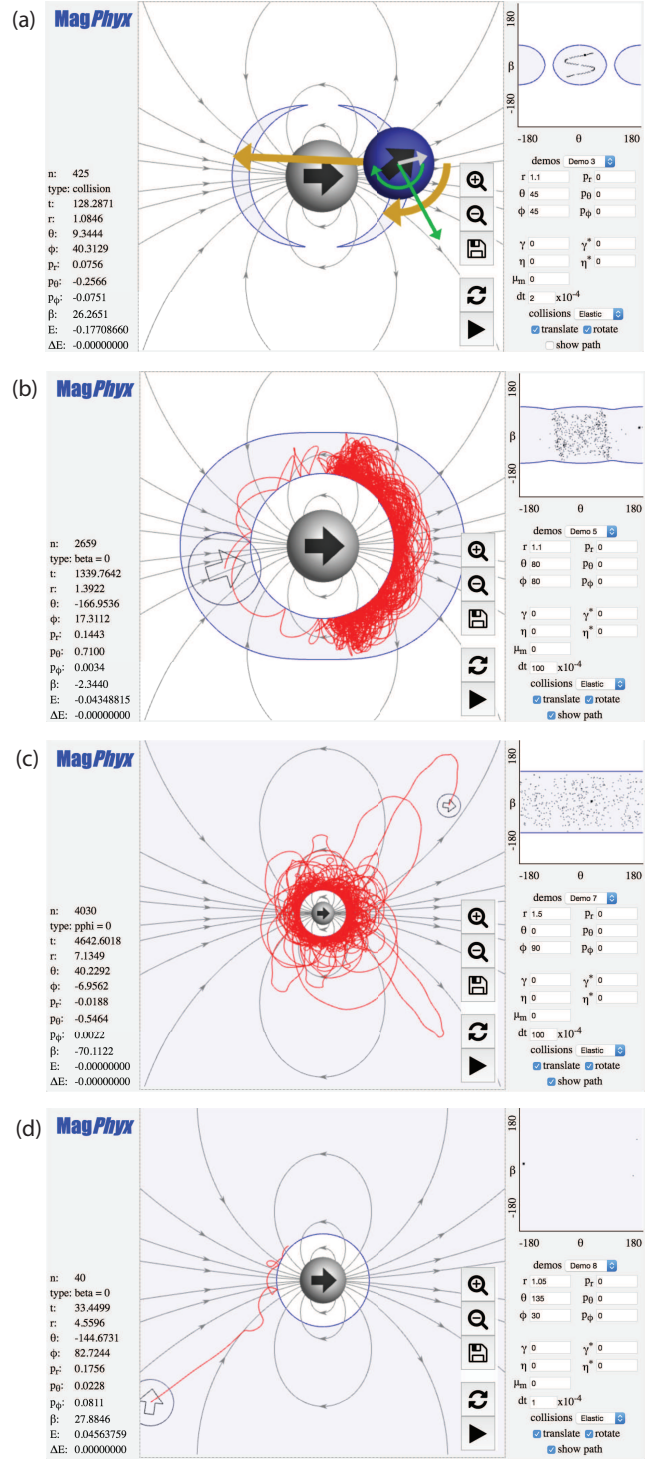 (a)
MagPhyx
n: 425
type: collision
t: 128.2871
r: 1.0846
θ: 9.3444
ϕ: 40.3129
pr: 0.0756
pθ: -0.2566
pϕ: -0.0751
β: 26.2651
E: -0.17708660
ΔE: -0.00000000
180
β
-180
-180 0 180
demos Demo 3
r 1.1 pr 0
θ 45 pθ 0
ϕ 45 pϕ 0
γ 0 γ* 0
η 0 η* 0
μm 0
dt 2 x10-4
collisions Elastic
translate rotate
show path
(b)
MagPhyx
n: 2659
type: beta = 0
t: 1339.7642
r: 1.3922
θ: -166.9536
ϕ: 17.3112
pr: 0.1443
pθ: 0.7100
pϕ: 0.0034
β: -2.3440
E: -0.04348815
ΔE: -0.00000000
180
β
-180
-180 0 180
demos Demo 5
r 1.1 pr 0
θ 80 pθ 0
ϕ 80 pϕ 0
γ 0 γ* 0
η 0 η* 0
μm 0
dt 100 x10-4
collisions Elastic
translate rotate
show path
(c)
MagPhyx
n: 4030
type: pphi = 0
t: 4642.6018
r: 7.1349
θ: 40.2292
ϕ: -6.9562
pr: -0.0188
pθ: -0.5464
pϕ: 0.0022
β: -70.1122
E: -0.00000000
ΔE: -0.00000000
180
β
-180
-180 0 180
demos Demo 7
r 1.5 pr 0
θ 0 pθ 0
ϕ 90 pϕ 0
γ 0 γ* 0
η 0 η* 0
μm 0
dt 100 x10-4
collisions Elastic
translate rotate
show path
(d)
MagPhyx
n: 40
type: beta = 0
t: 33.4499
r: 4.5596
θ: -144.6731
ϕ: 82.7244
pr: 0.1756
pθ: 0.0228
pϕ: 0.0811
β: 27.8846
E: 0.04563759
ΔE: 0.00000000
180
β
-180
-180 0 180
demos Demo 8
r 1.05 pr 0
θ 135 pθ 0
ϕ 30 pϕ 0
γ 0 γ* 0
η 0 η* 0
μm 0
dt 1 x10-4
collisions Elastic
translate rotate
show path